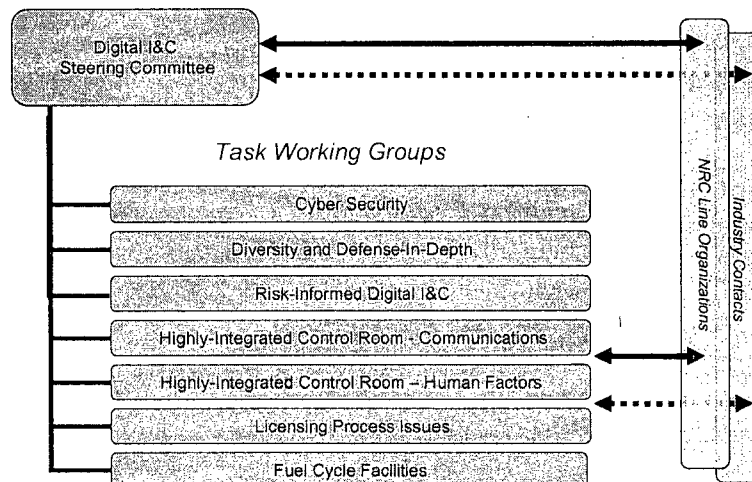 Digital I&C
Steering Committee
Task Working Groups
Cyber Security
Diversity and Defense-In-Depth
Risk-Informed Digital I&C
Highly-Integrated Control Room - Communications
Highly-Integrated Control Room – Human Factors
Licensing Process Issues
Fuel Cycle Facilities
NRC Line Organizations
Industry Contacts